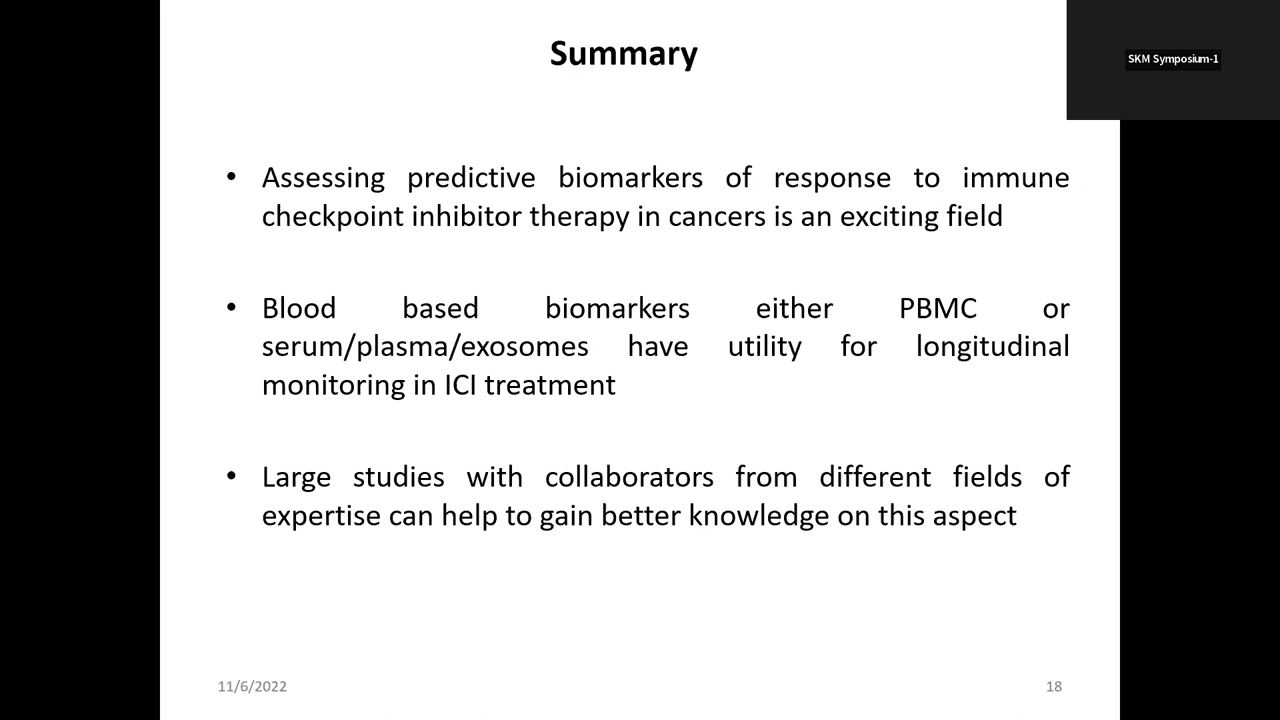 Summary
SKM Symposium-1
• Assessing predictive biomarkers of response to immune
checkpoint inhibitor therapy in cancers is an exciting field
• Blood based biomarkers either PBMC or
serum/plasma/exosomes have utility for longitudinal
monitoring in ICI treatment
• Large studies with collaborators from different fields of
expertise can help to gain better knowledge on this aspect
11/6/2022
18